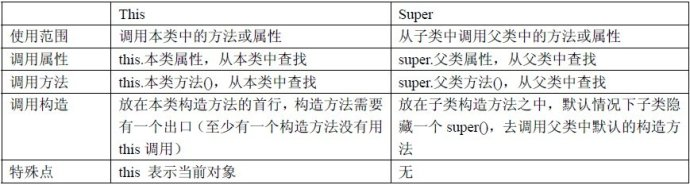 This Super
使用范围 调用本类中的方法或属性 从子类中调用父类中的方法或属性
调用属性 this.本类属性，从本类中查找 super.父类属性，从父类中查找
调用方法 this.本类方法()，从本类中查找 super.父类方法()，从父类中查找
调用构造 放在本类构造方法的首行，构造方法需要 放在子类构造方法之中，默认情况下子类隐
有一个出口（至少有一个构造方法没有用 藏一个 super()，去调用父类中默认的构造方
this 调用） 法
特殊点 this 表示当前对象 无